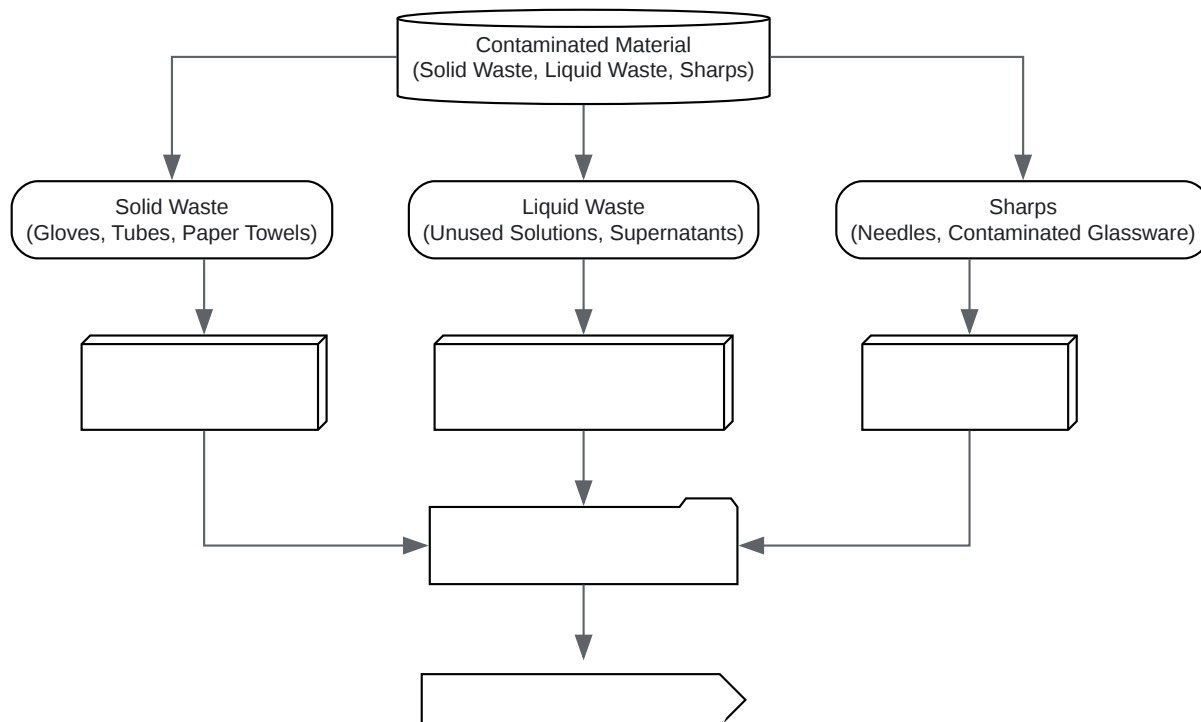 Contaminated Material
(Solid Waste, Liquid Waste, Sharps)
Solid Waste
(Gloves, Tubes, Paper Towels)
Liquid Waste
(Unused Solutions, Supernatants)
Sharps
(Needles, Contaminated Glassware)